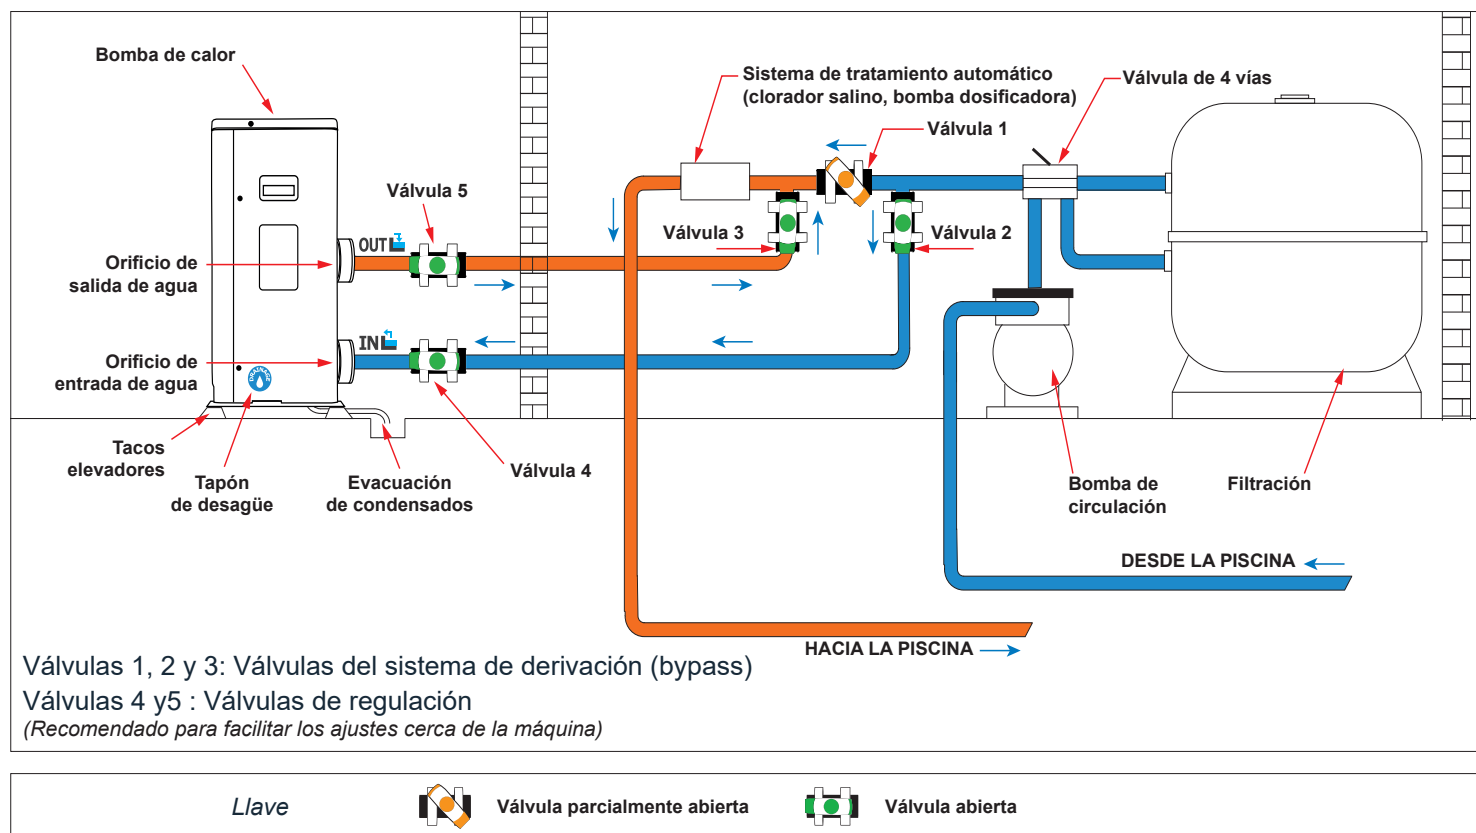 Bomba de calor
Sistema de tratamiento automático
(clorador salino, bomba dosificadora)
Válvula de 4 vías
Válvula 1
Válvula 5
Válvula 3
Válvula 2
OUT
Orificio de
salida de agua
IN
Orificio de
entrada de agua
DRAINAGE
Tacos
elevadores
Tapón
de desagüe
Evacuación
de condensados
Válvula 4
Bomba de
circulación
Filtración
DESDE LA PISCINA
HACIA LA PISCINA
Válvulas 1, 2 y 3: Válvulas del sistema de derivación (bypass)
Válvulas 4 y5 : Válvulas de regulación
(Recomendado para facilitar los ajustes cerca de la máquina)
Llave
Válvula parcialmente abierta
Válvula abierta